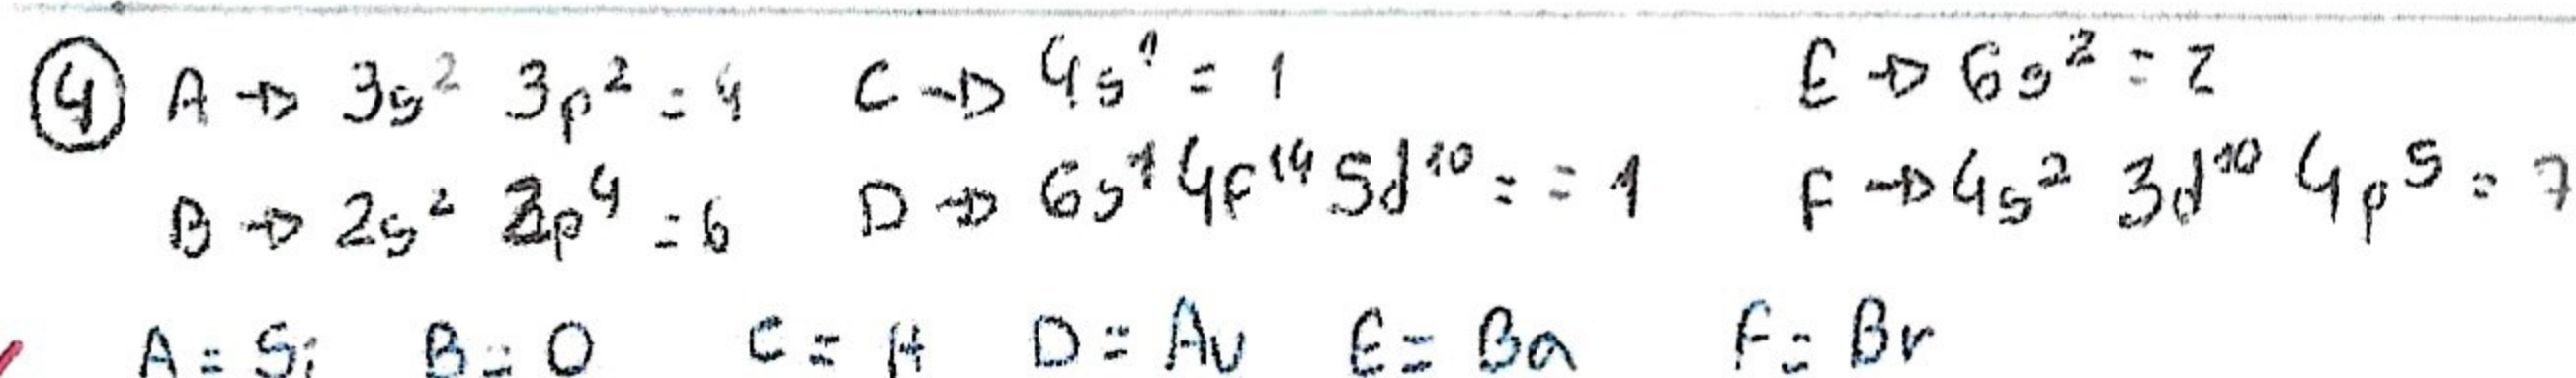 ④ A → 3s² 3p² = 4 C → 4s¹ = 1 E → 6s² = 2
B → 2s² 2p⁴ = 6 D → 6s¹ 4f¹⁴ 5d¹⁰ = = 1 F → 4s² 3d¹⁰ 4p⁵ = 7
A = Si B = O C = H D = Au E = Ba F = Br